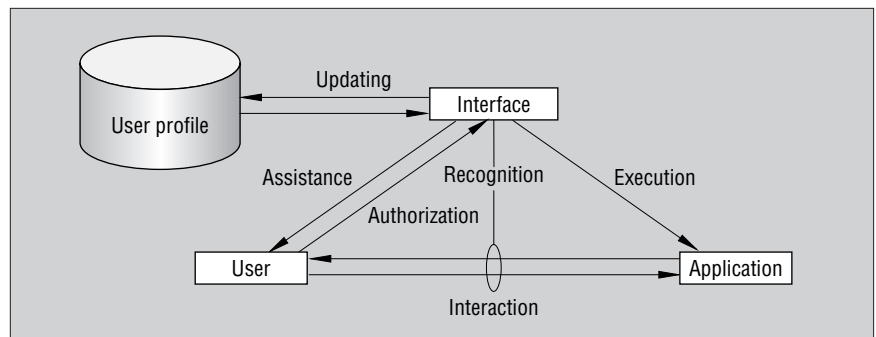 Updating
Interface
User profile
Assistance
Recognition
Execution
Authorization
User
Application
Interaction